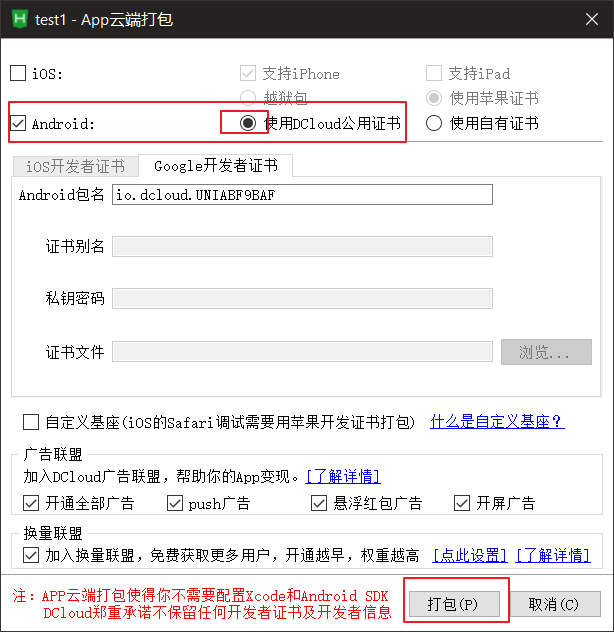 test1 - App云端打包
iOS: 支持iPhone 支持iPad
越狱包 使用苹果证书
Android: 使用DCloud公用证书 使用自有证书
iOS开发者证书 Google开发者证书
Android包名 io.dcloud.UNIABF9BAF
证书别名
私钥密码
证书文件 浏览...
自定义基座(iOS的Safari调试需要用苹果开发证书打包) 什么是自定义基座？
广告联盟
加入DCloud广告联盟，帮助你的App变现。[了解详情]
开通全部广告 push广告 悬浮红包广告 开屏广告
换量联盟
加入换量联盟，免费获取更多用户，开通越早，权重越高 [点此设置] [了解详情]
注：APP云端打包使得你不需要配置Xcode和Android SDK
DCloud郑重承诺不保留任何开发者证书及开发者信息
打包(P) 取消(C)